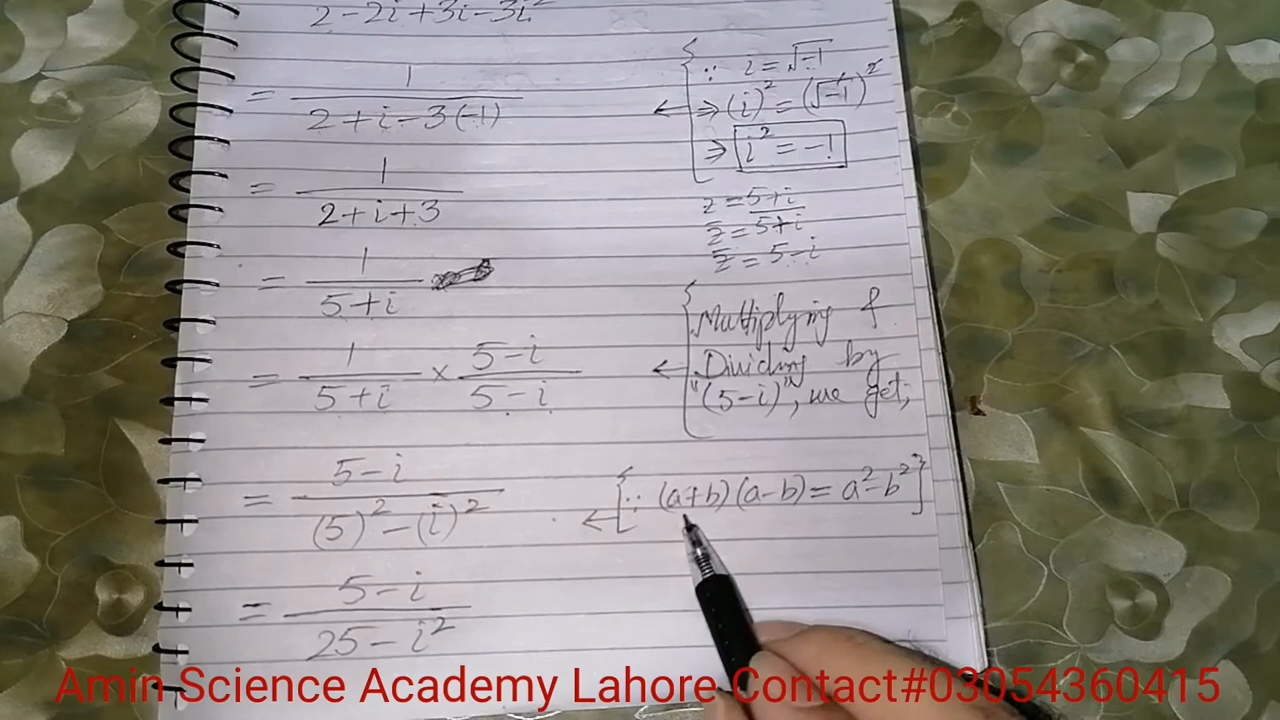 2-2i+3i-3i²
= 1/(2+i-3(-1))
= 1/(2+i+3)
= 1/(5+i)
= 1/(5+i) × (5-i)/(5-i)
= (5-i)/((5)²-(i)²)
= (5-i)/(25-i²)
∵ i = √-1
← ⇒ (i)² = (√-1)²
⇒ i² = -1
z = 5+i
z̅ = \overline{5+i}
z̅ = 5-i
Multiplying &
← Dividing by
"(5-i)", we get;
← {∵ (a+b)(a-b) = a²-b²}
Amin Science Academy Lahore Contact#03054360415